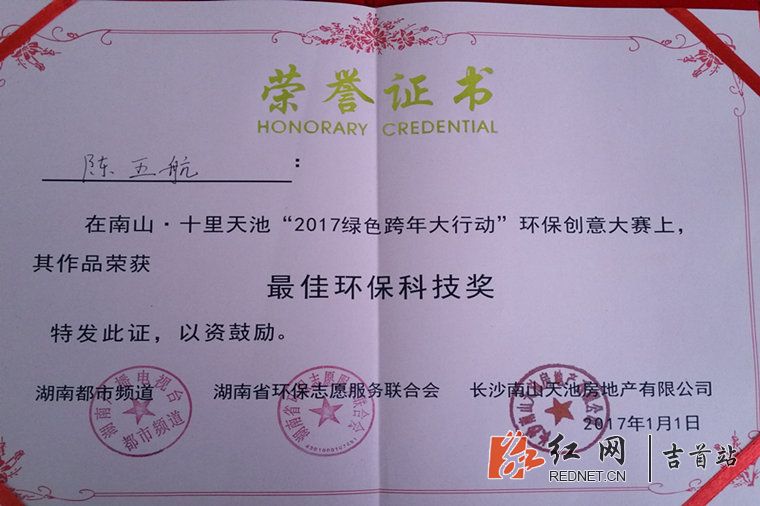 荣誉证书
HONORARY CREDENTIAL
陈五航：
在南山·十里天池“2017绿色跨年大行动”环保创意大赛上，
其作品荣获
最佳环保科技奖
特发此证，以资鼓励。
湖南都市频道 湖南省环保志愿服务联合会 长沙南山天池房地产有限公司
都市频道
2017年1月1日
红网 吉首站
REDNET.CN